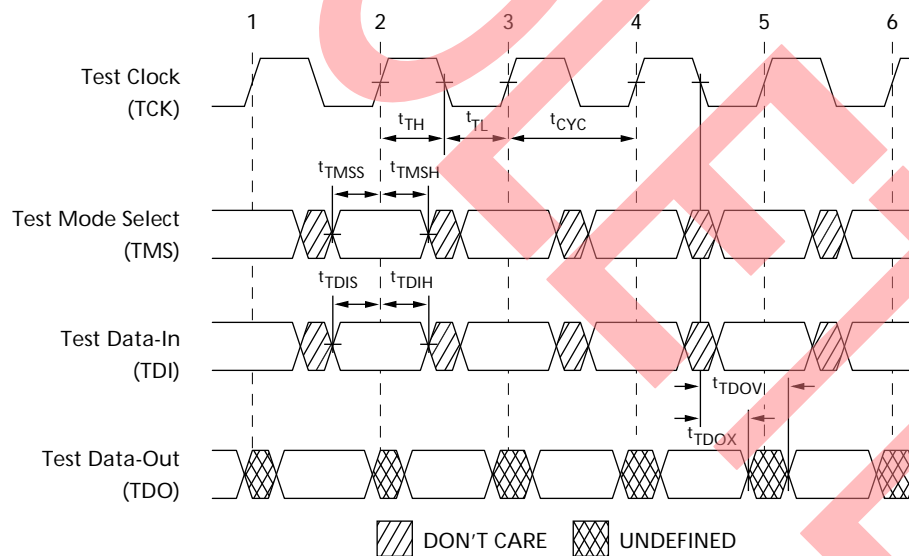 1 2 3 4 5 6
Test Clock
(TCK)
tTH tTL tCYC
tTMSS tTMSH
Test Mode Select
(TMS)
tTDIS tTDIH
Test Data-In
(TDI)
tTDOV
tTDOX
Test Data-Out
(TDO)
DON'T CARE UNDEFINED